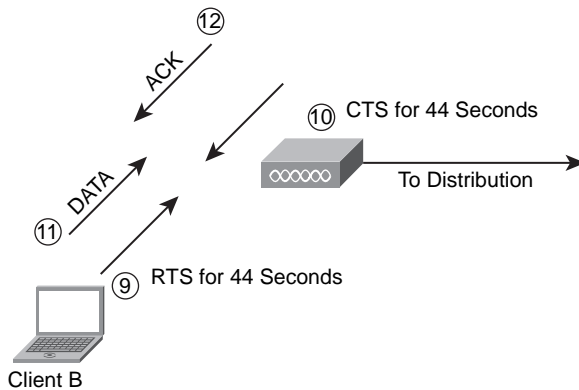 12
ACK
10 CTS for 44 Seconds
To Distribution
DATA
11
9 RTS for 44 Seconds
Client B